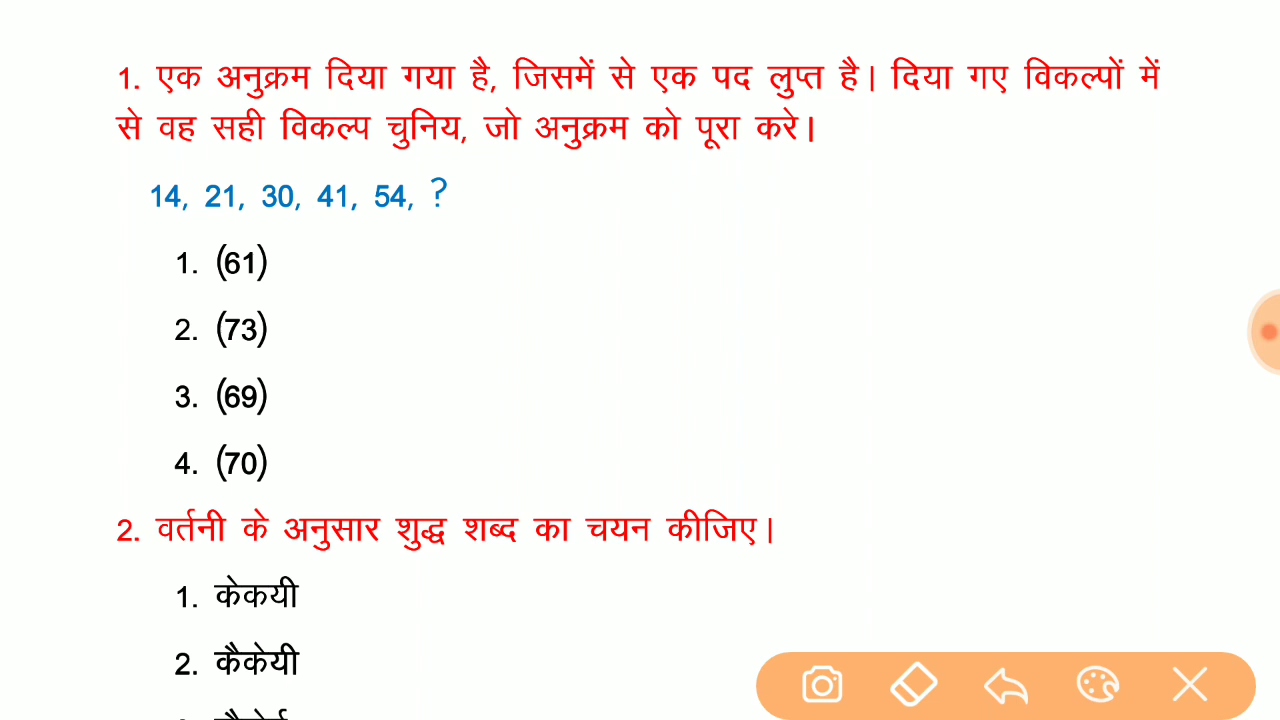 1. एक अनुक्रम दिया गया है, जिसमें से एक पद लुप्त है। दिया गए विकल्पों में
से वह सही विकल्प चुनिय, जो अनुक्रम को पूरा करे।
14, 21, 30, 41, 54, ?
1. (61)
2. (73)
3. (69)
4. (70)
2. वर्तनी के अनुसार शुद्ध शब्द का चयन कीजिए।
1. केकयी
2. कैकेयी